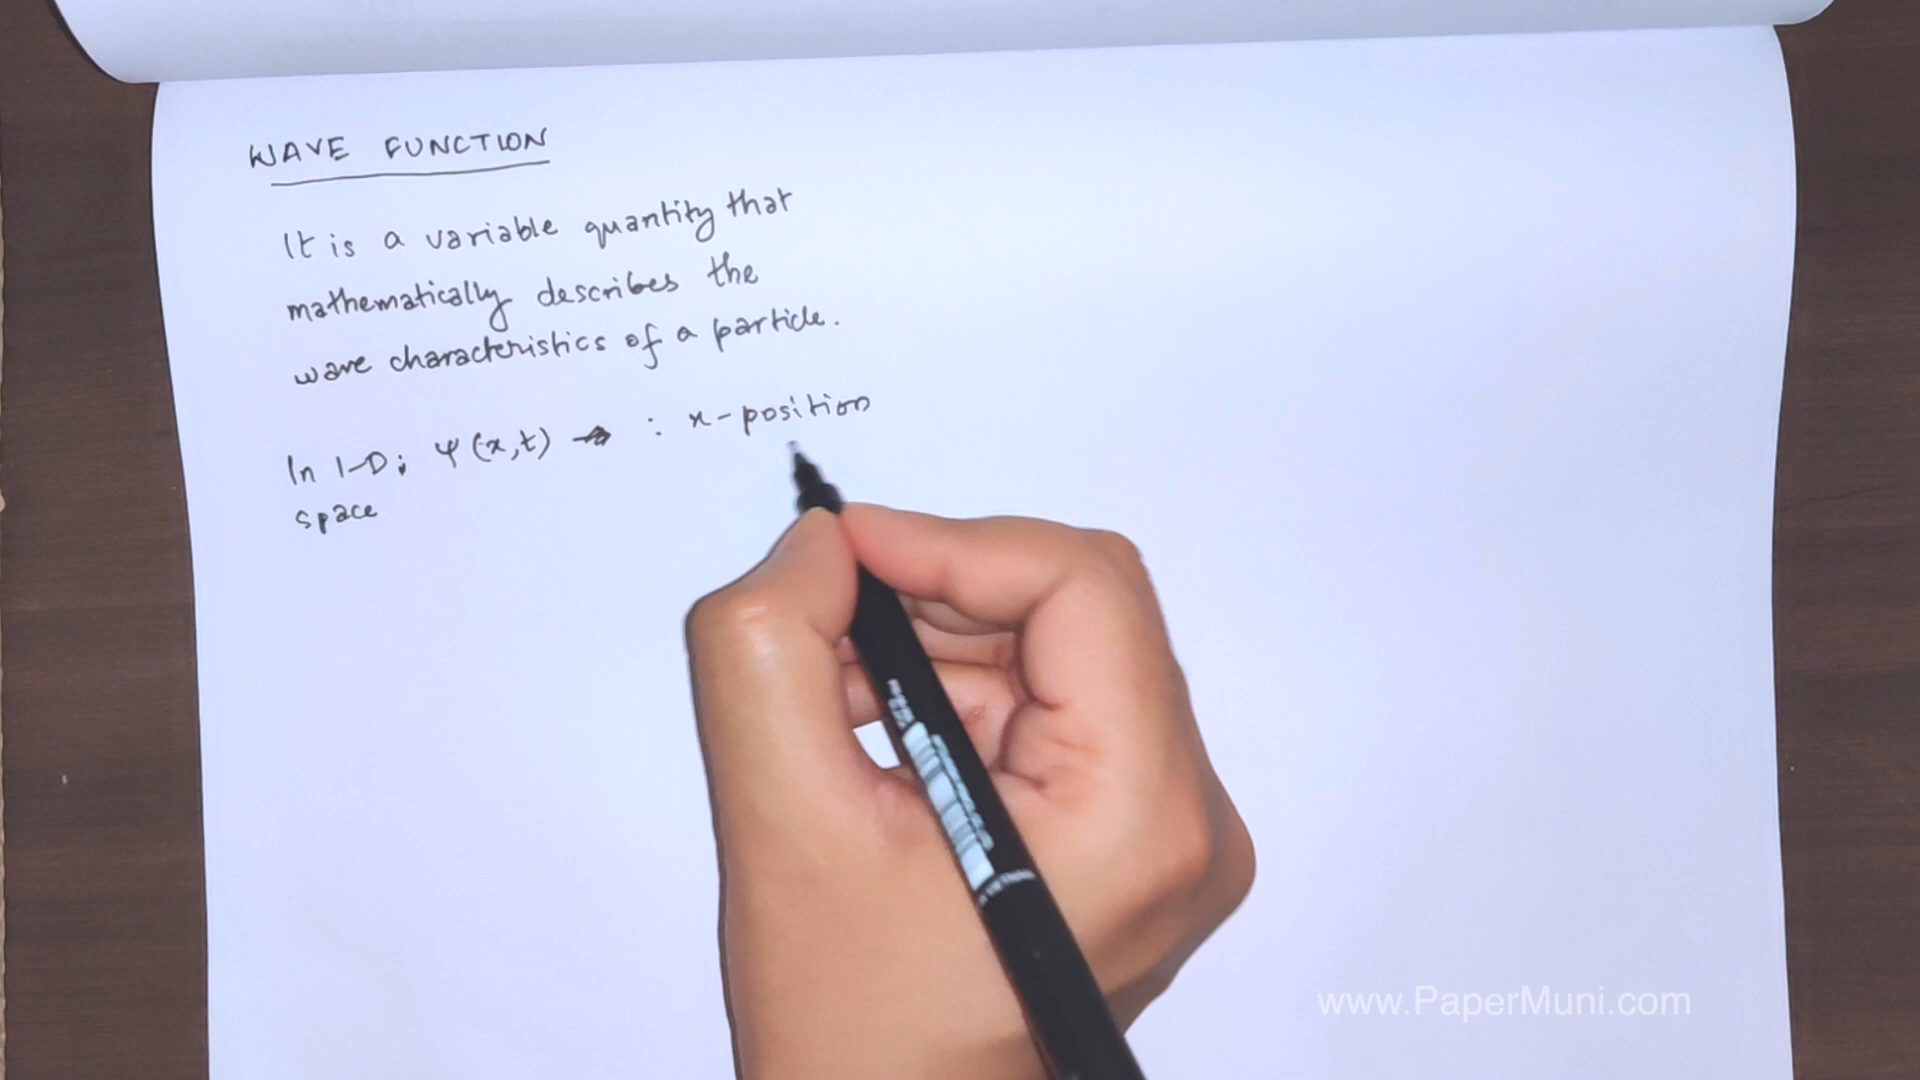 WAVE FUNCTION
It is a variable quantity that
mathematically describes the
wave characteristics of a particle.
In 1-D; ψ(x,t) → : x-position
space
www.PaperMuni.com